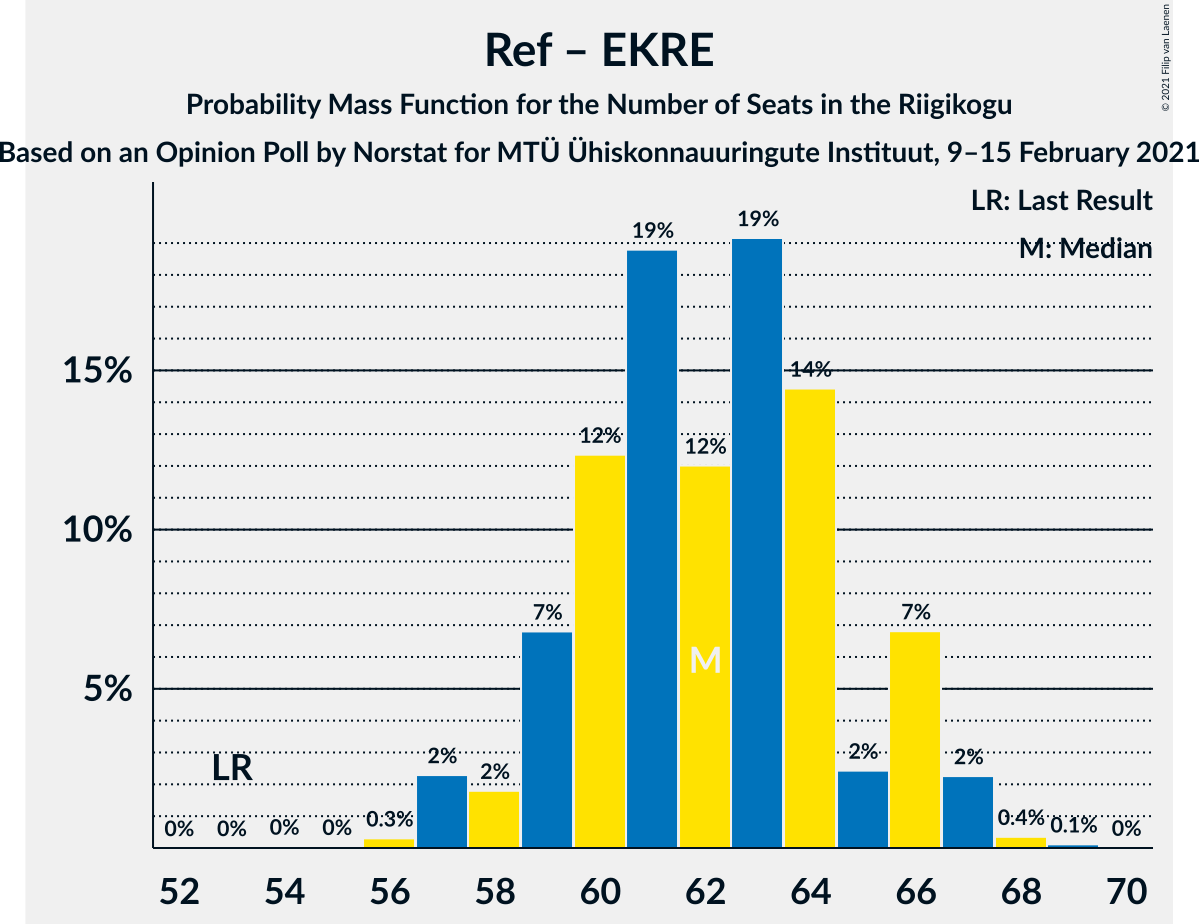 Ref – EKRE
Probability Mass Function for the Number of Seats in the Riigikogu
Based on an Opinion Poll by Norstat for MTÜ Ühiskonnauuringute Instituut, 9–15 February 2021
© 2021 Filip van Laenen
LR: Last Result
M: Median
19% 19%
15% 14%
12% 12%
10%
7% 7%
M
5%
LR
2% 2% 2% 2%
0% 0% 0% 0% 0.3% 0.4% 0.1% 0%
52 54 56 58 60 62 64 66 68 70